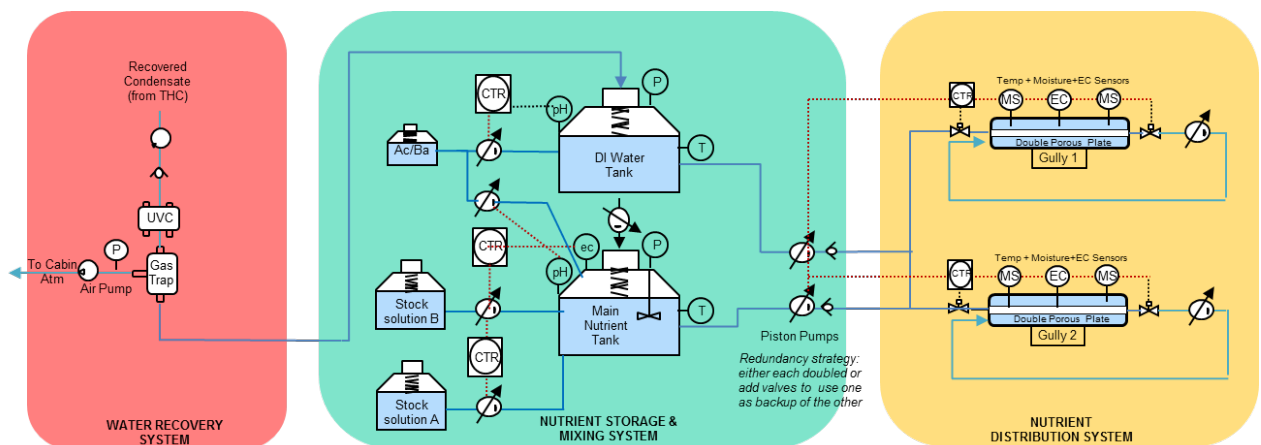 Recovered
Condensate
(from THC)
UVC
P
To Cabin
Atm
Air Pump
Gas
Trap
WATER RECOVERY
SYSTEM
CTR
pH
P
Ac/Ba
DI Water
Tank
T
CTR
ec
P
pH
Stock
solution B
Main
Nutrient
Tank
T
CTR
Stock
solution A
Piston Pumps
Redundancy strategy:
either each doubled or
add valves to use one
as backup of the other
NUTRIENT STORAGE &
MIXING SYSTEM
Temp + Moisture+EC Sensors
CTR
MS
EC
MS
Double Porous Plate
Gully 1
Temp + Moisture+EC Sensors
CTR
MS
EC
MS
Double Porous Plate
Gully 2
NUTRIENT
DISTRIBUTION SYSTEM